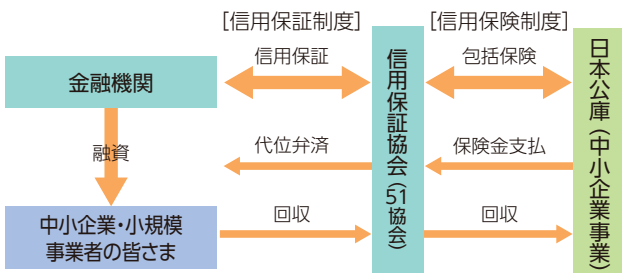 [信用保証制度]
[信用保険制度]
信用保証
包括保険
金融機関
融資
代位弁済
保険金支払
中小企業・小規模
事業者の皆さま
回収
回収
信用保証協会(51協会)
日本公庫(中小企業事業)